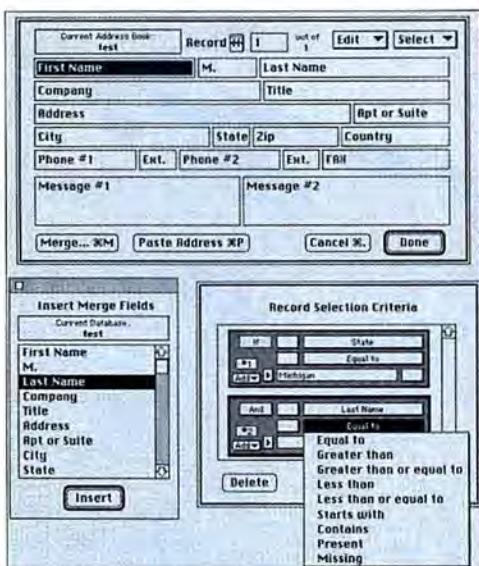 Current Address Book:
test
Record 1 out of 1
Edit Select
First Name M. Last Name
Company Title
Address Apt or Suite
City State Zip Country
Phone #1 Ext. Phone #2 Ext. FAX
Message #1 Message #2
Merge... ⌘M Paste Address ⌘P Cancel ⌘. Done
Insert Merge Fields
Current Database:
test
First Name
M.
Last Name
Company
Title
Address
Apt or Suite
City
State
Insert
Record Selection Criteria
If State
#1 Equal to
Add Michigan
And Last Name
#2 Equal to
Add
Delete
Equal to
Greater than
Greater than or equal to
Less than
Less than or equal to
Starts with
Contains
Present
Missing